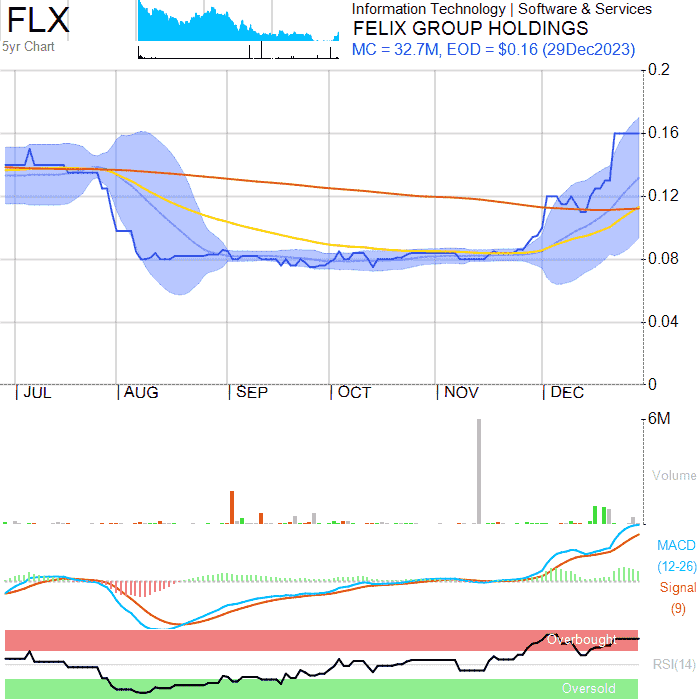 FLX
5yr Chart
Information Technology | Software & Services
FELIX GROUP HOLDINGS
MC = 32.7M, EOD = $0.16 (29Dec2023)
0.2
0.16
0.12
0.08
0.04
0
JUL AUG SEP OCT NOV DEC
6M
Volume
MACD
(12-26)
Signal
(9)
Overbought
RSI(14)
Oversold